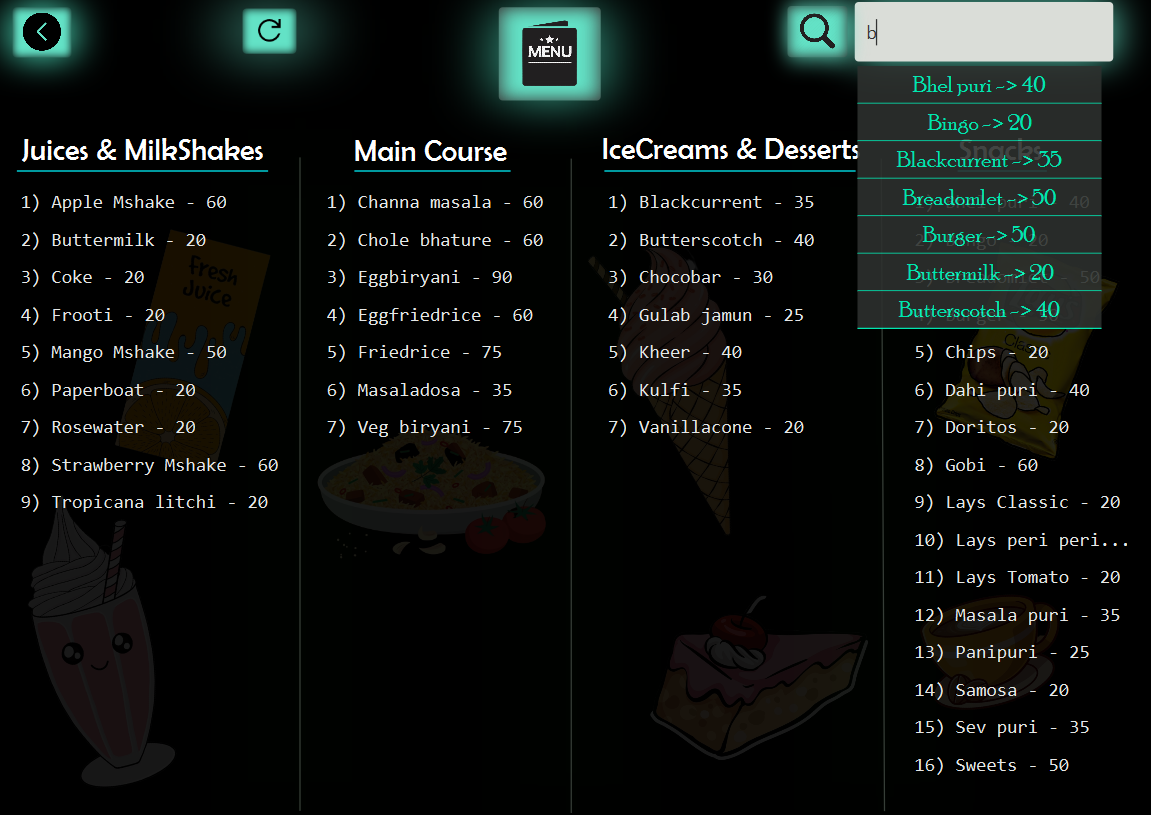 MENU
b
Bhel puri -> 40
Bingo -> 20
Blackcurrent -> 35
Breadomlet -> 50
Burger -> 50
Buttermilk -> 20
Butterscotch -> 40
Juices & MilkShakes
1) Apple Mshake - 60
2) Buttermilk - 20
3) Coke - 20
4) Frooti - 20
5) Mango Mshake - 50
6) Paperboat - 20
7) Rosewater - 20
8) Strawberry Mshake - 60
9) Tropicana litchi - 20
Fresh
Juice
Main Course
1) Channa masala - 60
2) Chole bhature - 60
3) Eggbiryani - 90
4) Eggfriedrice - 60
5) Friedrice - 75
6) Masaladosa - 35
7) Veg biryani - 75
IceCreams & Desserts
1) Blackcurrent - 35
2) Butterscotch - 40
3) Chocobar - 30
4) Gulab jamun - 25
5) Kheer - 40
6) Kulfi - 35
7) Vanillacone - 20
Snacks
5) Chips - 20
6) Dahi puri - 40
7) Doritos - 20
8) Gobi - 60
9) Lays Classic - 20
10) Lays peri peri...
11) Lays Tomato - 20
12) Masala puri - 35
13) Panipuri - 25
14) Samosa - 20
15) Sev puri - 35
16) Sweets - 50